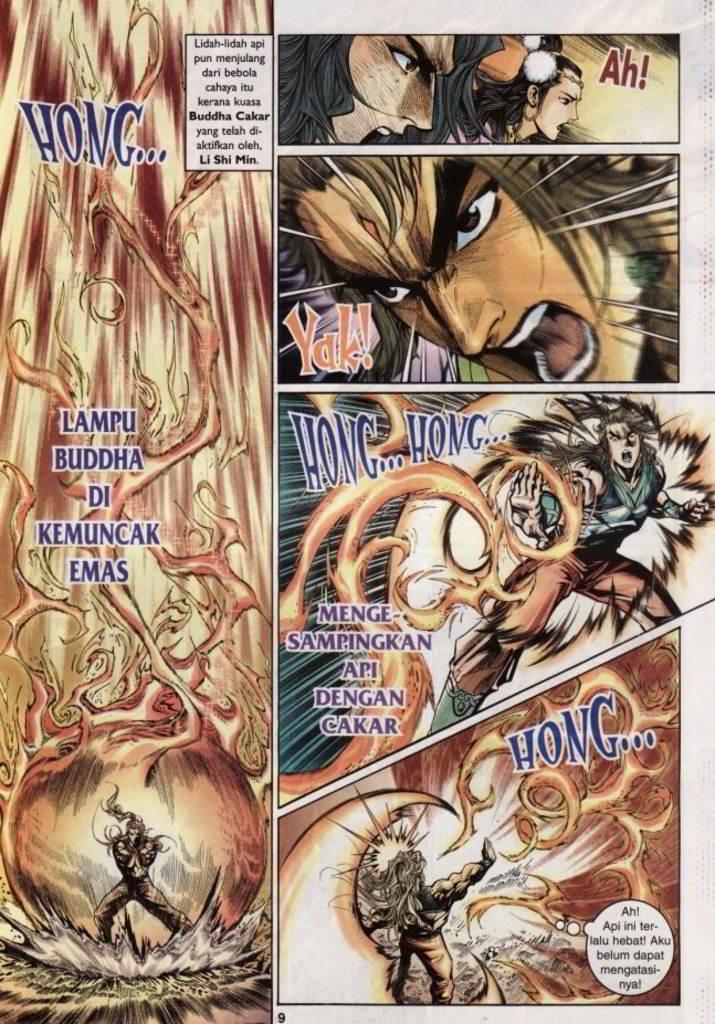 Lidah-lidah api
pun menjulang
dari bebola
cahaya itu
kerana kuasa
Buddha Cakar
yang telah di-
aktifkan oleh,
Li Shi Min.
HONG...
LAMPU
BUDDHA
DI
KEMUNCAK
EMAS
Ah!
Yak!
HONG... HONG...
MENGE-
SAMPINGKAN
API
DENGAN
CAKAR
HONG...
Ah!
Api ini ter-
lalu hebat! Aku
belum dapat
mengatasi-
nya!
9